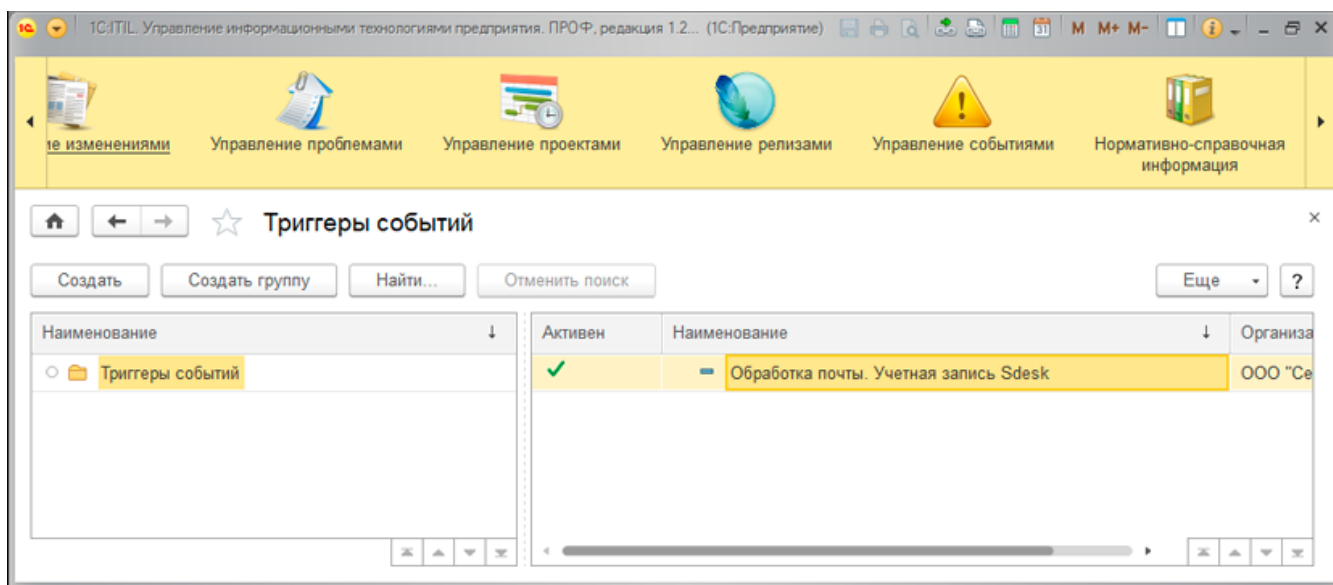 1С:ITIL. Управление информационными технологиями предприятия. ПРОФ, редакция 1.2... (1С:Предприятие) 31 M M+ M-
ие изменениями Управление проблемами Управление проектами Управление релизами Управление событиями Нормативно-справочная
информация
Триггеры событий
Создать Создать группу Найти... Отменить поиск Еще ?
Наименование Активен Наименование Организа
Триггеры событий Обработка почты. Учетная запись Sdesk ООО "Се